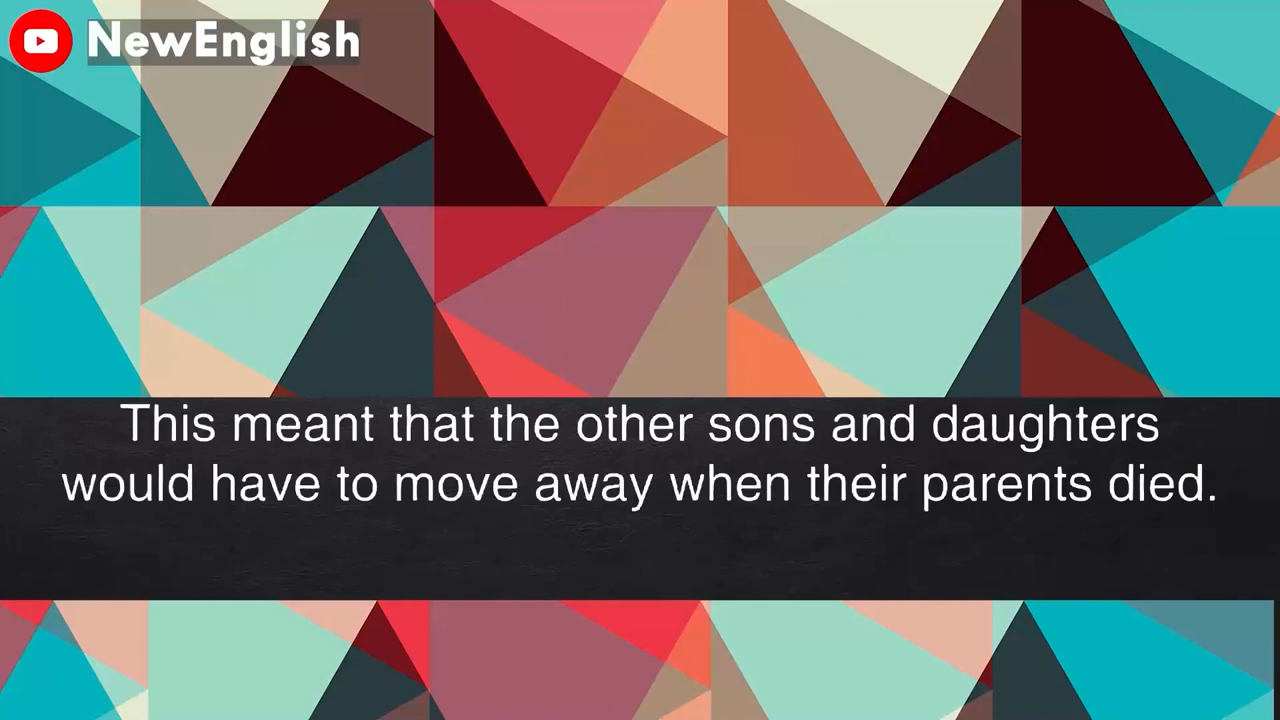 NewEnglish
This meant that the other sons and daughters
would have to move away when their parents died.